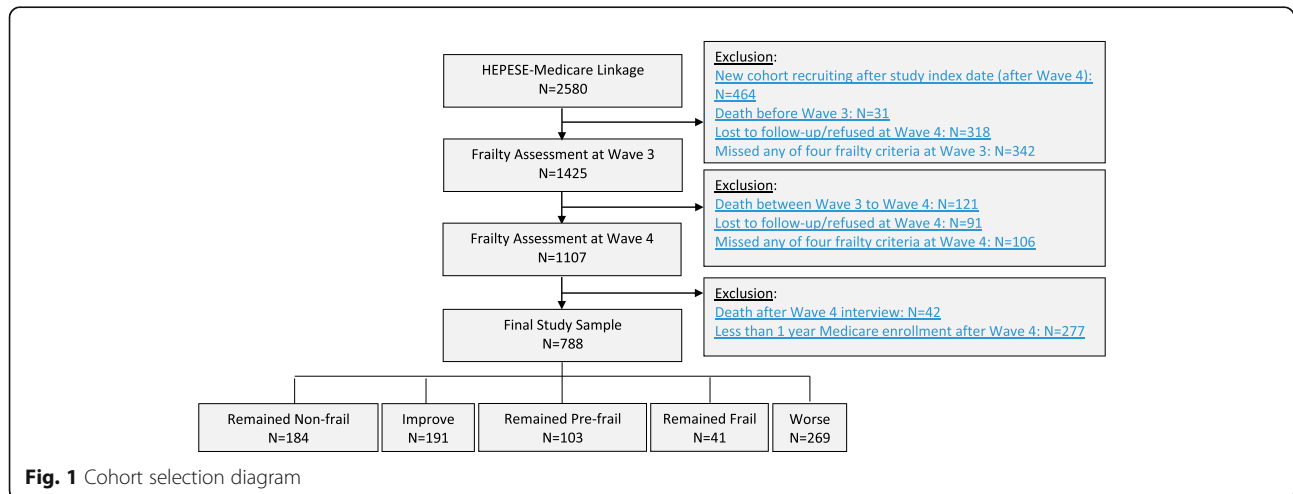 HEPESE-Medicare Linkage
N=2580
Exclusion:
New cohort recruiting after study index date (after Wave 4):
N=464
Death before Wave 3: N=31
Lost to follow-up/refused at Wave 4: N=318
Missed any of four frailty criteria at Wave 3: N=342
Frailty Assessment at Wave 3
N=1425
Exclusion:
Death between Wave 3 to Wave 4: N=121
Lost to follow-up/refused at Wave 4: N=91
Missed any of four frailty criteria at Wave 4: N=106
Frailty Assessment at Wave 4
N=1107
Exclusion:
Death after Wave 4 interview: N=42
Less than 1 year Medicare enrollment after Wave 4: N=277
Final Study Sample
N=788
Remained Non-frail
N=184
Improve
N=191
Remained Pre-frail
N=103
Remained Frail
N=41
Worse
N=269
Fig. 1 Cohort selection diagram